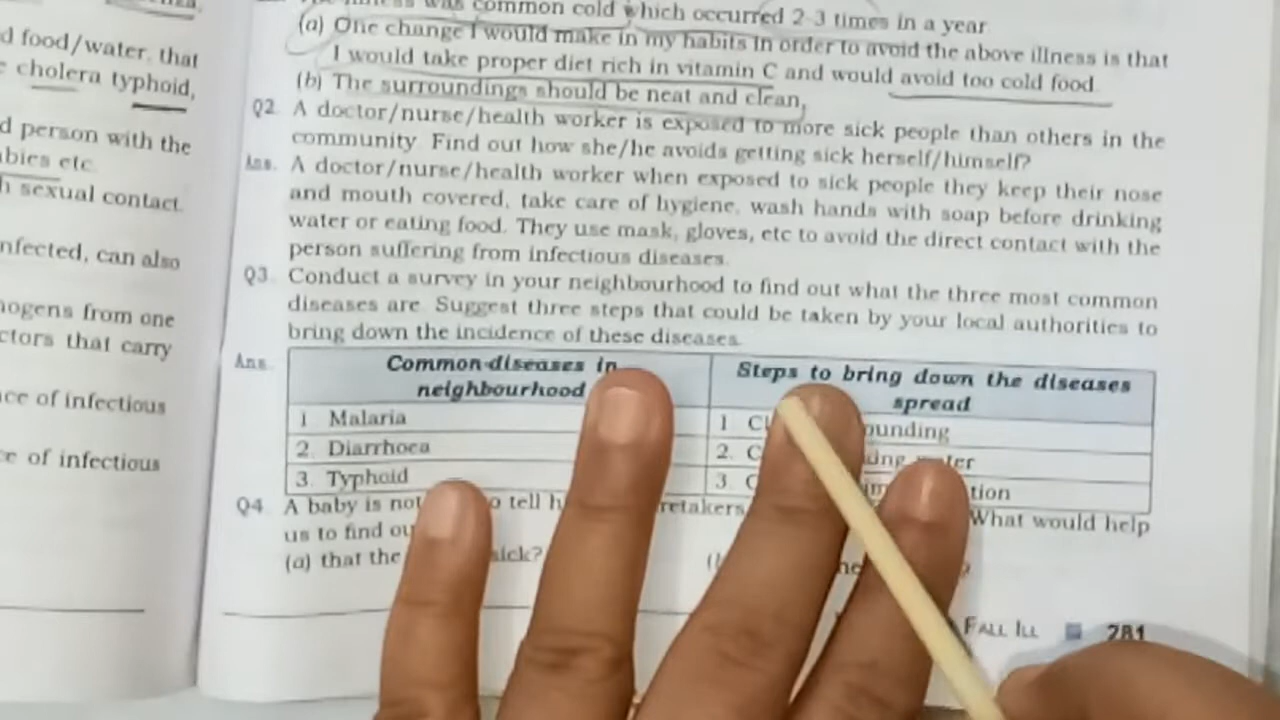 was common cold which occurred 2-3 times in a year
(a) One change I would make in my habits in order to avoid the above illness is that
I would take proper diet rich in vitamin C and would avoid too cold food.
(b) The surroundings should be neat and clean.
Q2. A doctor/nurse/health worker is exposed to more sick people than others in the
community. Find out how she/he avoids getting sick herself/himself?
Ans. A doctor/nurse/health worker when exposed to sick people they keep their nose
and mouth covered, take care of hygiene, wash hands with soap before drinking
water or eating food. They use mask, gloves, etc to avoid the direct contact with the
person suffering from infectious diseases.
Q3. Conduct a survey in your neighbourhood to find out what the three most common
diseases are. Suggest three steps that could be taken by your local authorities to
bring down the incidence of these diseases.
Ans.
Common diseases in
neighbourhood
Steps to bring down the diseases
spread
1 Malaria
1
2. Diarrhoea
2.
3. Typhoid
3.
Q4. A baby is not to tell What would help
us to find
(a) that the sick?
FALL ILL 281
d food/water, that
cholera typhoid,
d person with the
etc.
sexual contact.
nfected, can also
ogens from one
ctors that carry
ce of infectious
e of infectious